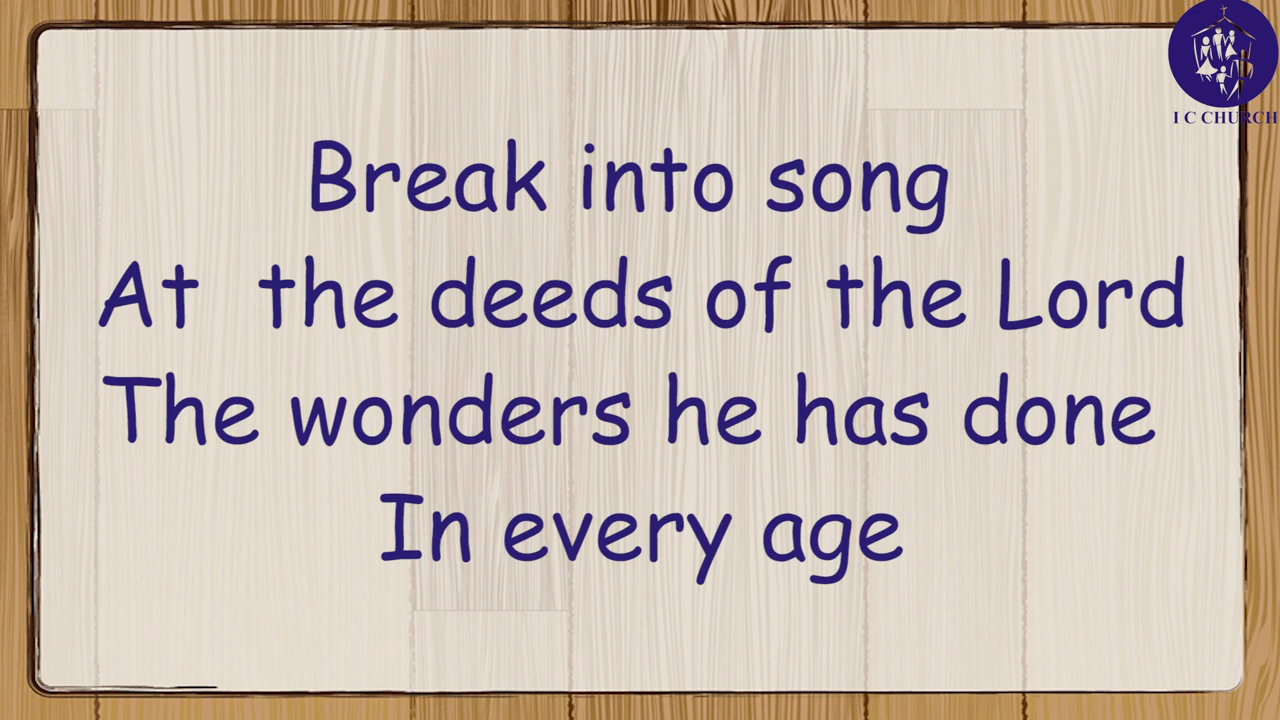 I C CHURCH
Break into song
At the deeds of the Lord
The wonders he has done
In every age